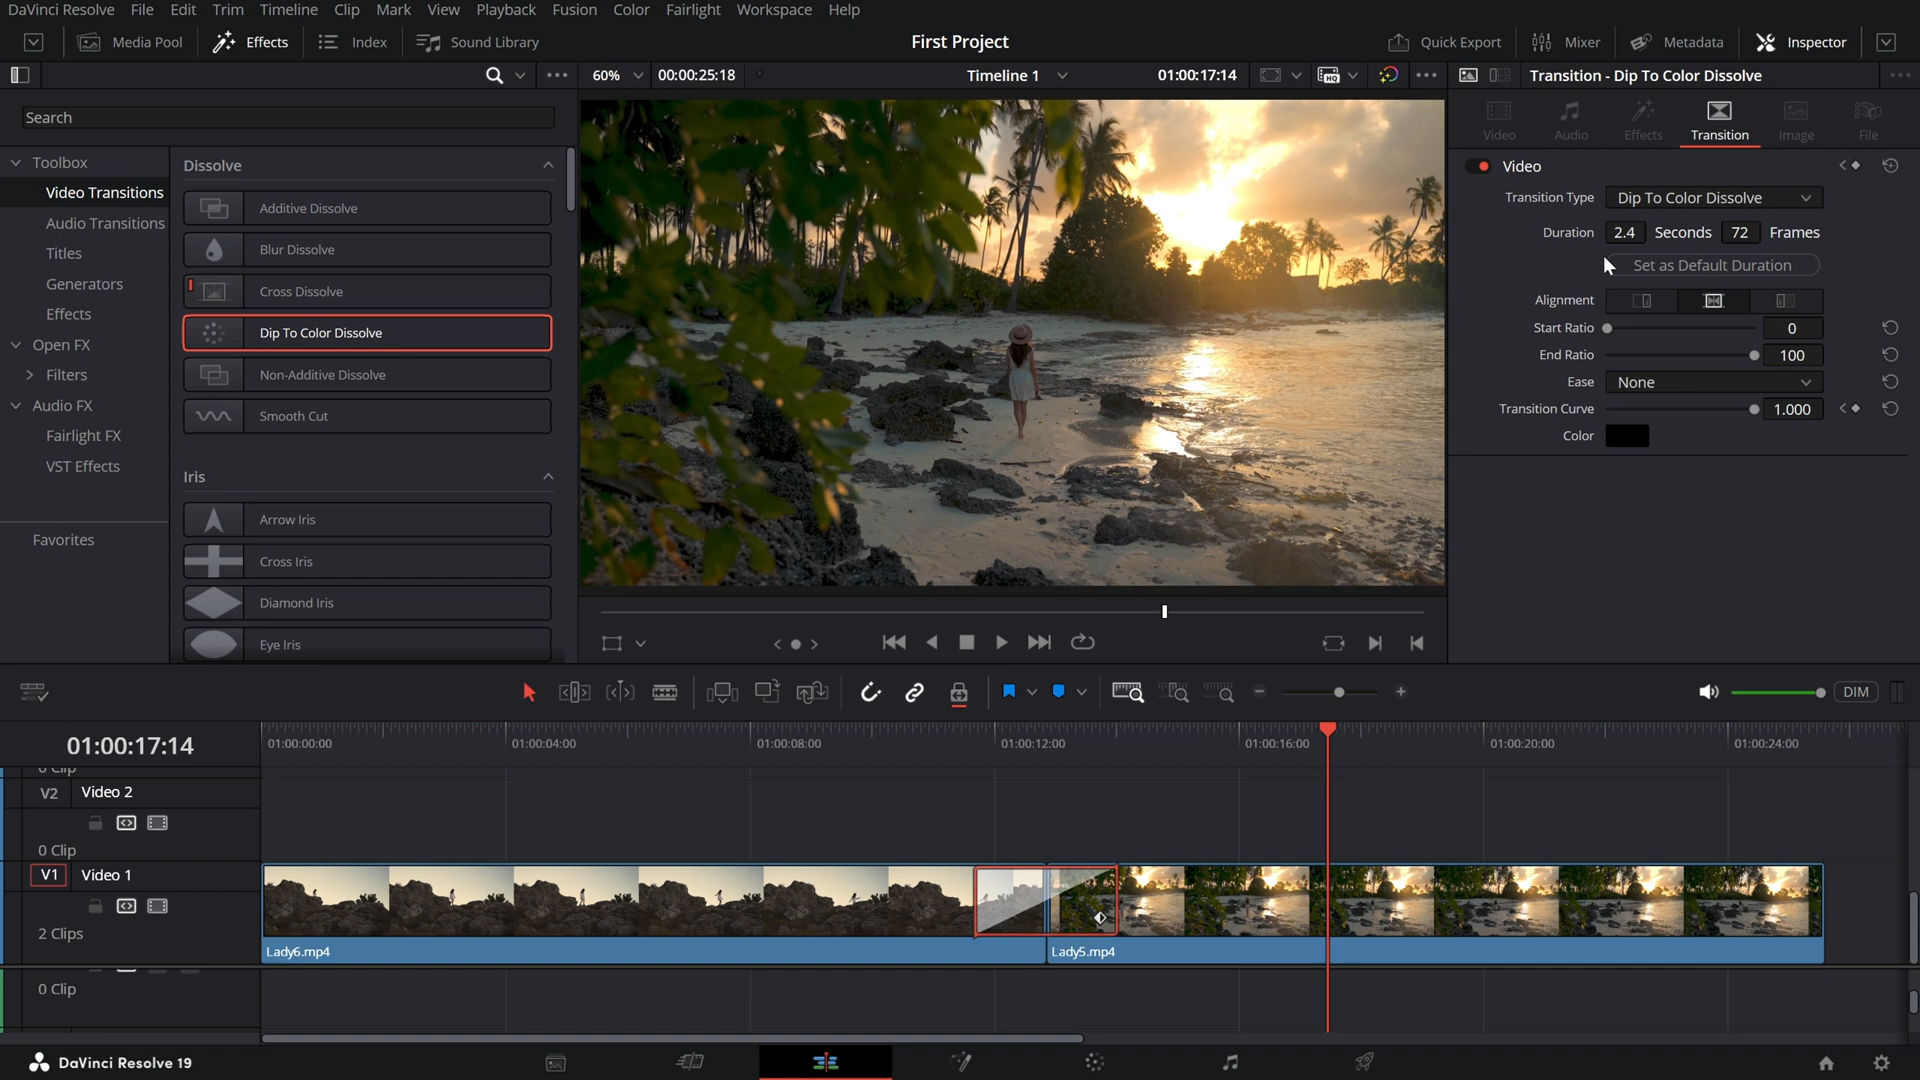 DaVinci Resolve File Edit Trim Timeline Clip Mark View Playback Fusion Color Fairlight Workspace Help
Media Pool Effects Index Sound Library First Project Quick Export Mixer Metadata Inspector
60% 00:00:25:18 Timeline 1 01:00:17:14 HQ Transition - Dip To Color Dissolve
Search
Toolbox
Video Transitions
Audio Transitions
Titles
Generators
Effects
Open FX
Filters
Audio FX
Fairlight FX
VST Effects
Favorites
Dissolve
Additive Dissolve
Blur Dissolve
Cross Dissolve
Dip To Color Dissolve
Non-Additive Dissolve
Smooth Cut
Iris
Arrow Iris
Cross Iris
Diamond Iris
Eye Iris
Video Audio Effects Transition Image File
Video
Transition Type Dip To Color Dissolve
Duration 2.4 Seconds 72 Frames
Set as Default Duration
Alignment
Start Ratio 0
End Ratio 100
Ease None
Transition Curve 1.000
Color
DIM
01:00:17:14
01:00:00:00 01:00:04:00 01:00:08:00 01:00:12:00 01:00:16:00 01:00:20:00 01:00:24:00
0 Clip
V2 Video 2
0 Clip
V1 Video 1
2 Clips
Lady6.mp4 Lady5.mp4
0 Clip
DaVinci Resolve 19